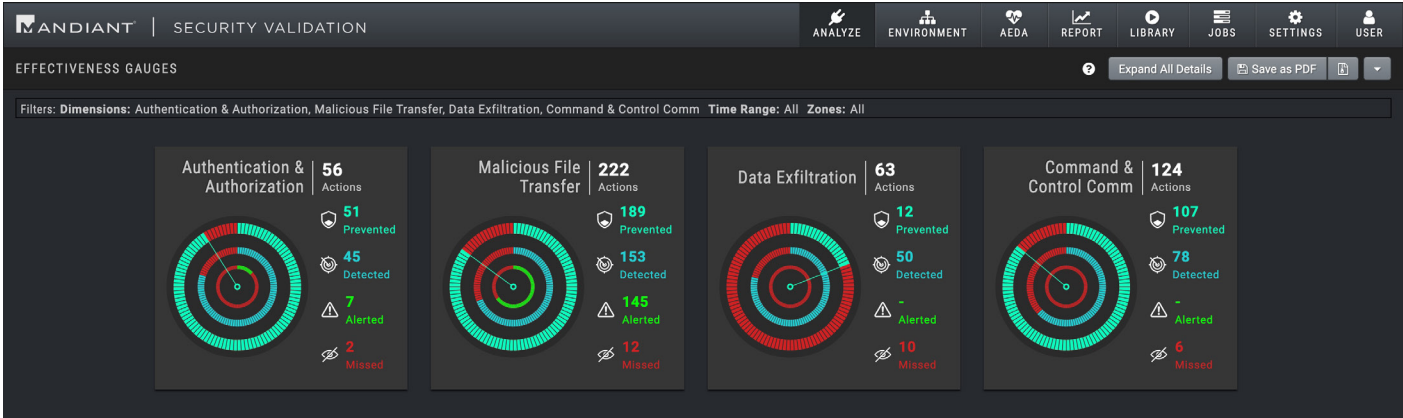 MANDIANT | SECURITY VALIDATION
ANALYZE ENVIRONMENT AEDA REPORT LIBRARY JOBS SETTINGS USER
EFFECTIVENESS GAUGES
Expand All Details Save as PDF
Filters: Dimensions: Authentication & Authorization, Malicious File Transfer, Data Exfiltration, Command & Control Comm Time Range: All Zones: All
Authentication &
Authorization
56
Actions
51
Prevented
45
Detected
7
Alerted
2
Missed
Malicious File
Transfer
222
Actions
189
Prevented
153
Detected
145
Alerted
12
Missed
Data Exfiltration
63
Actions
12
Prevented
50
Detected
-
Alerted
10
Missed
Command &
Control Comm
124
Actions
107
Prevented
78
Detected
-
Alerted
6
Missed